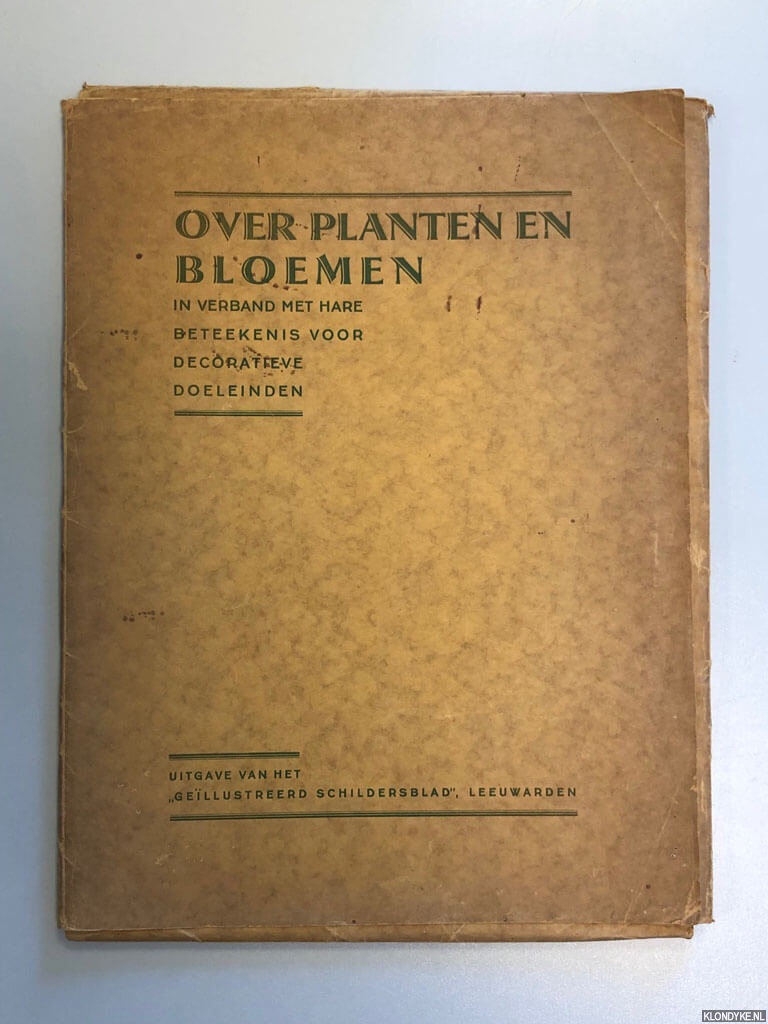 OVER PLANTEN EN
BLOEMEN
IN VERBAND MET HARE
BETEEKENIS VOOR
DECORATIEVE
DOELEINDEN
UITGAVE VAN HET
„GEÏLLUSTREERD SCHILDERSBLAD”, LEEUWARDEN
KLONDYKE.NL